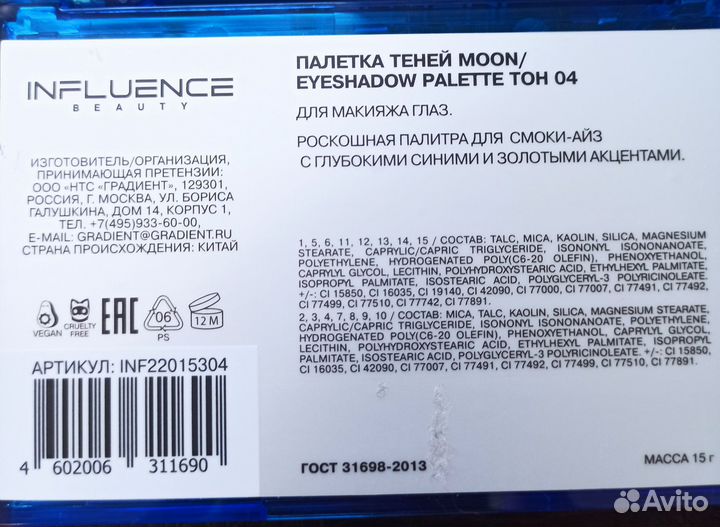 INFLUENCE
BEAUTY
ИЗГОТОВИТЕЛЬ/ОРГАНИЗАЦИЯ,
ПРИНИМАЮЩАЯ ПРЕТЕНЗИИ:
ООО «НТС «ГРАДИЕНТ», 129301,
РОССИЯ, Г. МОСКВА, УЛ. БОРИСА
ГАЛУШКИНА, ДОМ 14, КОРПУС 1,
ТЕЛ. +7(495)933-60-00,
E-MAIL: GRADIENT@GRADIENT.RU
СТРАНА ПРОИСХОЖДЕНИЯ: КИТАЙ
VEGAN
CRUELTY
FREE
EAC
06
PS
12 M
АРТИКУЛ: INF22015304
4 602006 311690
ПАЛЕТКА ТЕНЕЙ MOON/
EYESHADOW PALETTE ТОН 04
ДЛЯ МАКИЯЖА ГЛАЗ.
РОСКОШНАЯ ПАЛИТРА ДЛЯ СМОКИ-АЙЗ
С ГЛУБОКИМИ СИНИМИ И ЗОЛОТЫМИ АКЦЕНТАМИ.
1, 5, 6, 11, 12, 13, 14, 15 / СОСТАВ: TALC, MICA, KAOLIN, SILICA, MAGNESIUM
STEARATE, CAPRYLIC/CAPRIC TRIGLYCERIDE, ISONONYL ISONONANOATE,
POLYETHYLENE, HYDROGENATED POLY(C6-20 OLEFIN), PHENOXYETHANOL,
CAPRYLYL GLYCOL, LECITHIN, POLYHYDROXYSTEARIC ACID, ETHYLHEXYL PALMITATE,
ISOPROPYL PALMITATE, ISOSTEARIC ACID, POLYGLYCERYL-3 POLYRICINOLEATE.
+/-: CI 15850, CI 16035, CI 19140, CI 42090, CI 77000, CI 77007, CI 77491, CI 77492,
CI 77499, CI 77510, CI 77742, CI 77891.
2, 3, 4, 7, 8, 9, 10 / СОСТАВ: MICA, TALC, KAOLIN, SILICA, MAGNESIUM STEARATE,
CAPRYLIC/CAPRIC TRIGLYCERIDE, ISONONYL ISONONANOATE, POLYETHYLENE,
HYDROGENATED POLY(C6-20 OLEFIN), PHENOXYETHANOL, CAPRYLYL GLYCOL,
LECITHIN, POLYHYDROXYSTEARIC ACID, ETHYLHEXYL PALMITATE, ISOPROPYL
PALMITATE, ISOSTEARIC ACID, POLYGLYCERYL-3 POLYRICINOLEATE. +/-: CI 15850,
CI 16035, CI 42090, CI 77007, CI 77491, CI 77492, CI 77499, CI 77510, CI 77891.
ГОСТ 31698-2013
МАССА 15 г
Avito